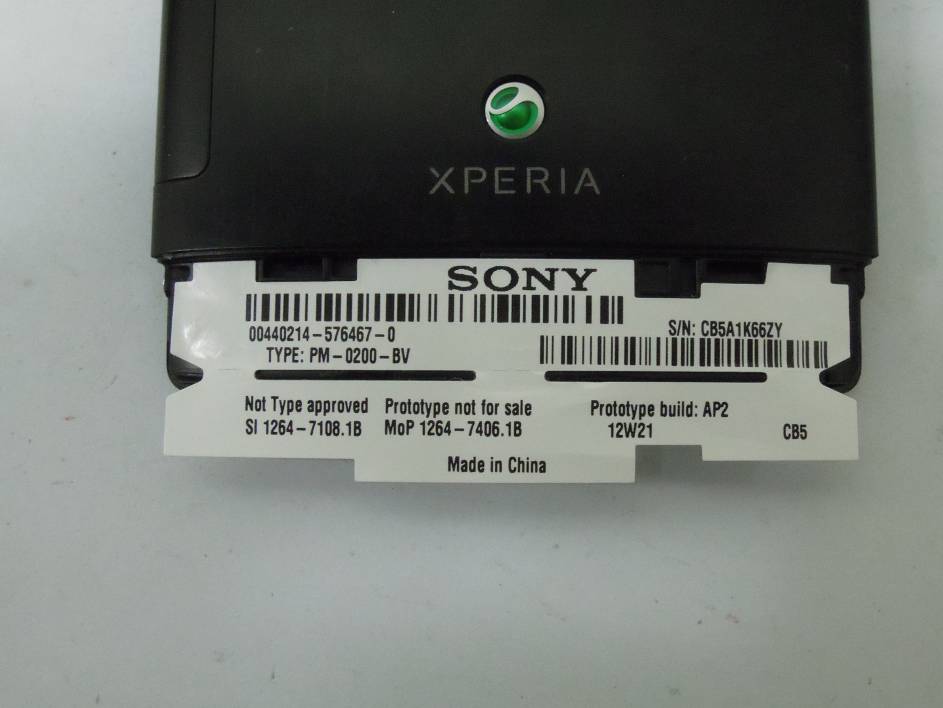 XPERIA
SONY
00440214-576467-0
TYPE: PM-0200-BV
S/N: CB5A1K66ZY
Not Type approved Prototype not for sale Prototype build: AP2
SI 1264-7108.1B MoP 1264-7406.1B 12W21 CB5
Made in China